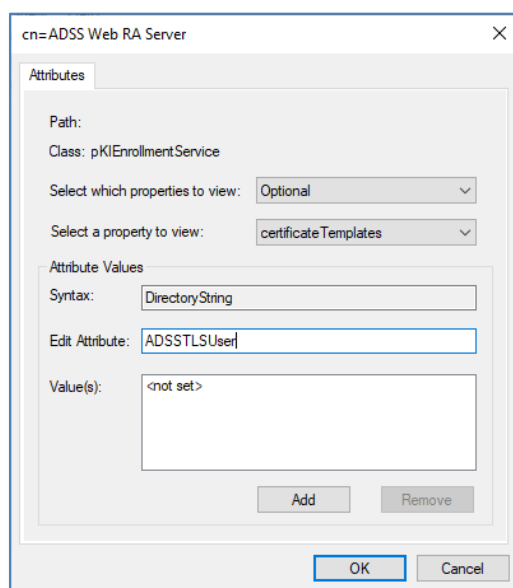 cn=ADSS Web RA Server
Attributes
Path:
Class: pKIEnrollmentService
Select which properties to view: Optional
Select a property to view: certificateTemplates
Attribute Values
Syntax: DirectoryString
Edit Attribute: ADSSTLSUser
Value(s): <not set>
Add Remove
OK Cancel